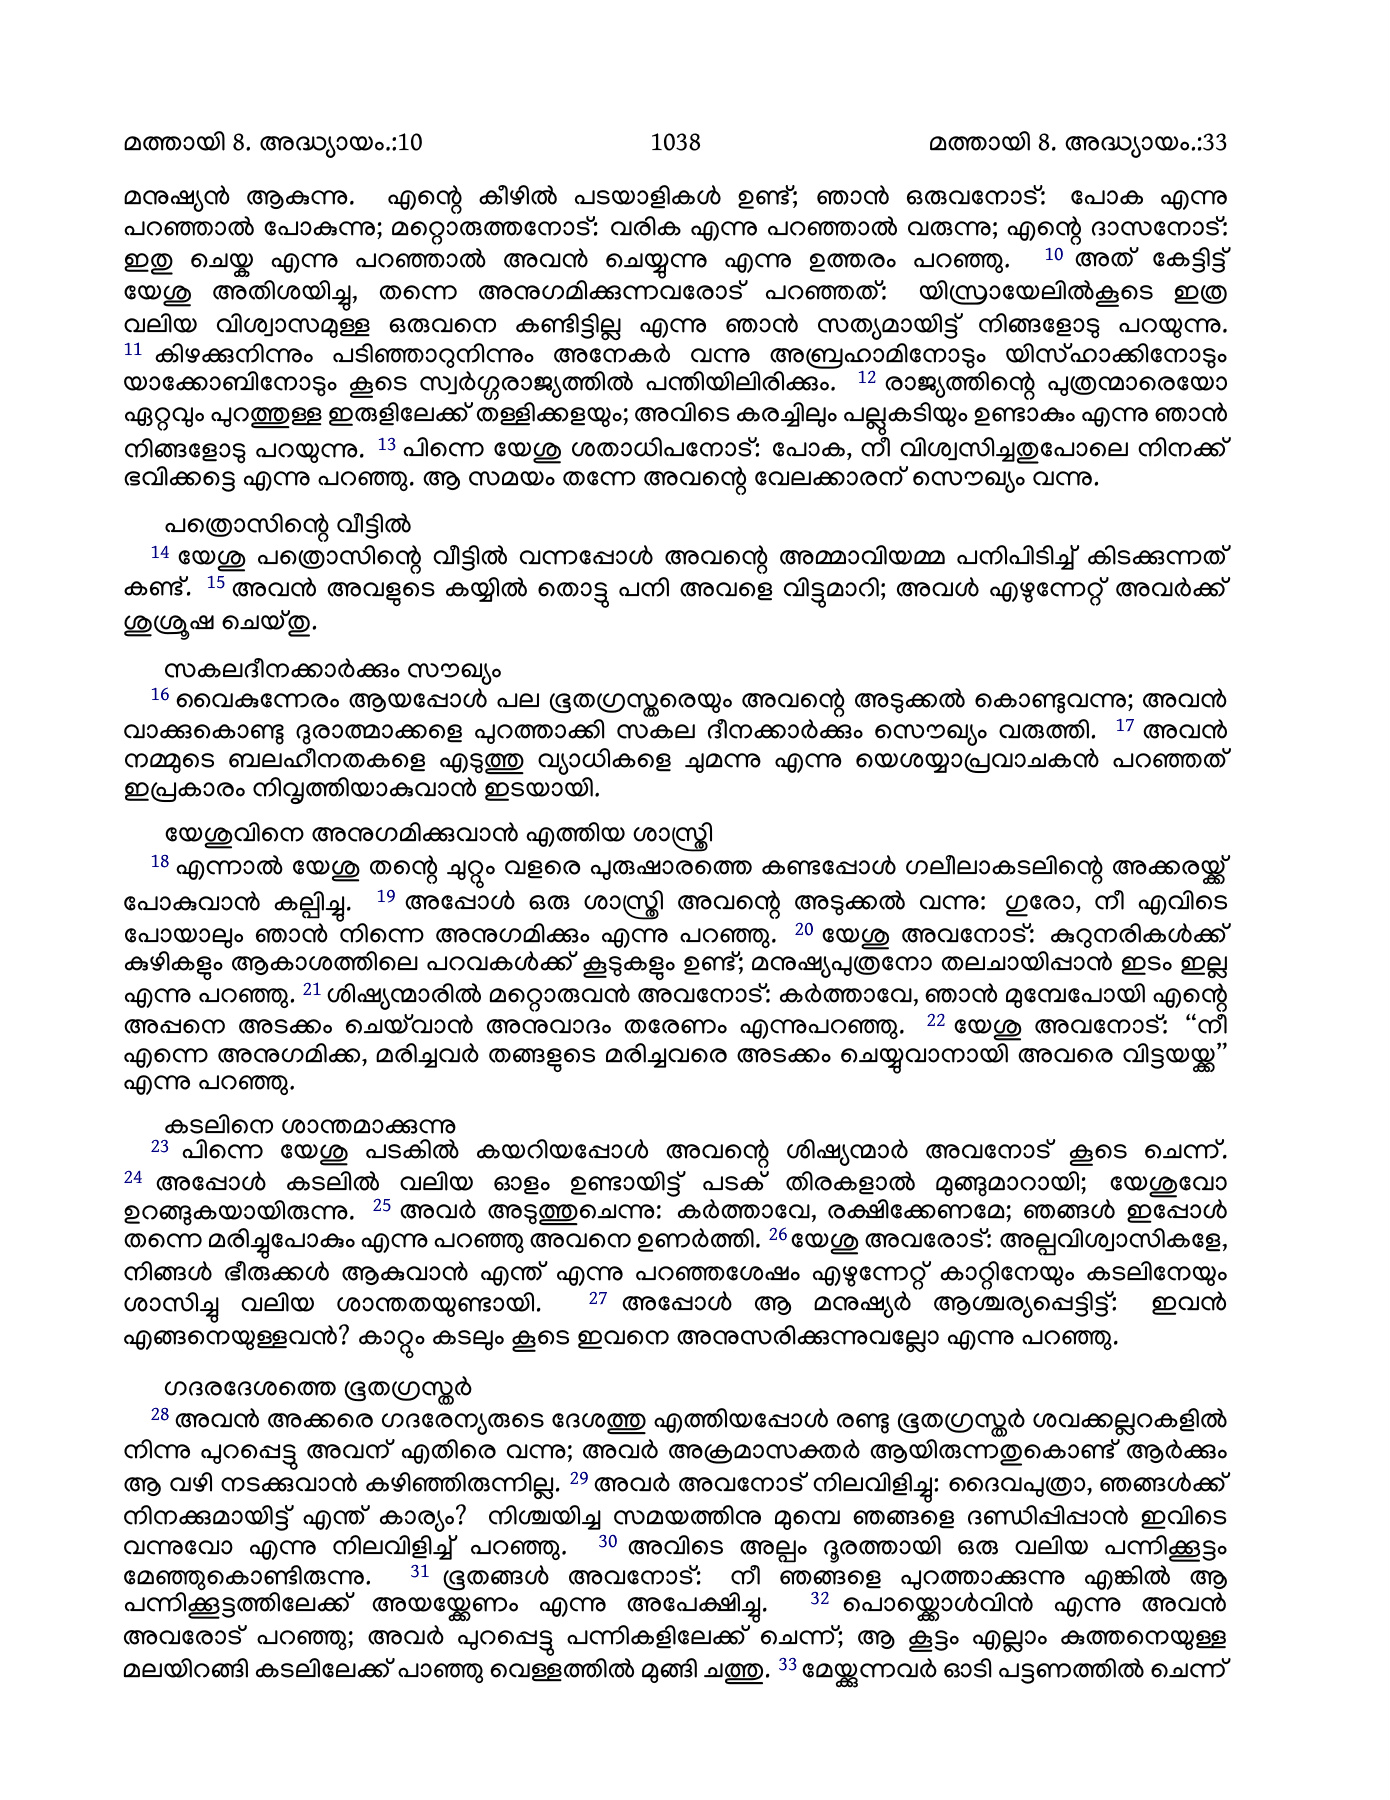 മത്തായി 8. അദ്ധ്യായം.:10 1038 മത്തായി 8. അദ്ധ്യായം.:33
മനുഷ്യൻ ആകുന്നു. എന്റെ കീഴിൽ പടയാളികൾ ഉണ്ട്; ഞാൻ ഒരുവനോട്: പോക എന്നു
പറഞ്ഞാൽ പോകുന്നു; മറ്റൊരുത്തനോട്: വരിക എന്നു പറഞ്ഞാൽ വരുന്നു; എന്റെ ദാസനോട്:
ഇതു ചെയ്ക എന്നു പറഞ്ഞാൽ അവൻ ചെയ്യുന്നു എന്നു ഉത്തരം പറഞ്ഞു. 10 അത് കേട്ടിട്ട്
യേശു അതിശയിച്ചു, തന്നെ അനുഗമിക്കുന്നവരോട് പറഞ്ഞത്: യിസ്രായേലിൽകൂടെ ഇത്ര
വലിയ വിശ്വാസമുള്ള ഒരുവനെ കണ്ടിട്ടില്ല എന്നു ഞാൻ സത്യമായിട്ട് നിങ്ങളോടു പറയുന്നു.
11 കിഴക്കുനിന്നും പടിഞ്ഞാറുനിന്നും അനേകർ വന്നു അബ്രഹാമിനോടും യിസ്ഹാക്കിനോടും
യാക്കോബിനോടും കൂടെ സ്വർഗ്ഗരാജ്യത്തിൽ പന്തിയിലിരിക്കും. 12 രാജ്യത്തിന്റെ പുത്രന്മാരെയോ
ഏറ്റവും പുറത്തുള്ള ഇരുളിലേക്ക് തള്ളിക്കളയും; അവിടെ കരച്ചിലും പല്ലുകടിയും ഉണ്ടാകും എന്നു ഞാൻ
നിങ്ങളോടു പറയുന്നു. 13 പിന്നെ യേശു ശതാധിപനോട്: പോക, നീ വിശ്വസിച്ചതുപോലെ നിനക്ക്
ഭവിക്കട്ടെ എന്നു പറഞ്ഞു. ആ സമയം തന്നേ അവന്റെ വേലക്കാരന് സൌഖ്യം വന്നു.
പത്രൊസിന്റെ വീട്ടിൽ
14 യേശു പത്രൊസിന്റെ വീട്ടിൽ വന്നപ്പോൾ അവന്റെ അമ്മാവിയമ്മ പനിപിടിച്ച് കിടക്കുന്നത്
കണ്ട്. 15 അവൻ അവളുടെ കയ്യിൽ തൊട്ടു പനി അവളെ വിട്ടുമാറി; അവൾ എഴുന്നേറ്റ് അവർക്ക്
ശുശ്രൂഷ ചെയ്തു.
സകലദീനക്കാർക്കും സൗഖ്യം
16 വൈകുന്നേരം ആയപ്പോൾ പല ഭൂതഗ്രസ്തരെയും അവന്റെ അടുക്കൽ കൊണ്ടുവന്നു; അവൻ
വാക്കുകൊണ്ടു ദുരാത്മാക്കളെ പുറത്താക്കി സകല ദീനക്കാർക്കും സൌഖ്യം വരുത്തി. 17 അവൻ
നമ്മുടെ ബലഹീനതകളെ എടുത്തു വ്യാധികളെ ചുമന്നു എന്നു യെശയ്യാപ്രവാചകൻ പറഞ്ഞത്
ഇപ്രകാരം നിവൃത്തിയാകുവാൻ ഇടയായി.
യേശുവിനെ അനുഗമിക്കുവാൻ എത്തിയ ശാസ്ത്രി
18 എന്നാൽ യേശു തന്റെ ചുറ്റും വളരെ പുരുഷാരത്തെ കണ്ടപ്പോൾ ഗലീലാകടലിന്റെ അക്കരയ്ക്ക്
പോകുവാൻ കല്പിച്ചു. 19 അപ്പോൾ ഒരു ശാസ്ത്രി അവന്റെ അടുക്കൽ വന്നു: ഗുരോ, നീ എവിടെ
പോയാലും ഞാൻ നിന്നെ അനുഗമിക്കും എന്നു പറഞ്ഞു. 20 യേശു അവനോട്: കുറുനരികൾക്ക്
കുഴികളും ആകാശത്തിലെ പറവകൾക്ക് കൂടുകളും ഉണ്ട്; മനുഷ്യപുത്രനോ തലചായിപ്പാൻ ഇടം ഇല്ല
എന്നു പറഞ്ഞു. 21 ശിഷ്യന്മാരിൽ മറ്റൊരുവൻ അവനോട്: കർത്താവേ, ഞാൻ മുമ്പേപോയി എന്റെ
അപ്പനെ അടക്കം ചെയ്‌വാൻ അനുവാദം തരേണം എന്നുപറഞ്ഞു. 22 യേശു അവനോട്: “നീ
എന്നെ അനുഗമിക്ക, മരിച്ചവർ തങ്ങളുടെ മരിച്ചവരെ അടക്കം ചെയ്യുവാനായി അവരെ വിട്ടയയ്ക്ക”
എന്നു പറഞ്ഞു.
കടലിനെ ശാന്തമാക്കുന്നു
23 പിന്നെ യേശു പടകിൽ കയറിയപ്പോൾ അവന്റെ ശിഷ്യന്മാർ അവനോട് കൂടെ ചെന്ന്.
24 അപ്പോൾ കടലിൽ വലിയ ഓളം ഉണ്ടായിട്ട് പടക് തിരകളാൽ മുങ്ങുമാറായി; യേശുവോ
ഉറങ്ങുകയായിരുന്നു. 25 അവർ അടുത്തുചെന്നു: കർത്താവേ, രക്ഷിക്കേണമേ; ഞങ്ങൾ ഇപ്പോൾ
തന്നെ മരിച്ചുപോകും എന്നു പറഞ്ഞു അവനെ ഉണർത്തി. 26 യേശു അവരോട്: അല്പവിശ്വാസികളേ,
നിങ്ങൾ ഭീരുക്കൾ ആകുവാൻ എന്ത് എന്നു പറഞ്ഞശേഷം എഴുന്നേറ്റ് കാറ്റിനേയും കടലിനേയും
ശാസിച്ചു വലിയ ശാന്തതയുണ്ടായി. 27 അപ്പോൾ ആ മനുഷ്യർ ആശ്ചര്യപ്പെട്ടിട്ട്: ഇവൻ
എങ്ങനെയുള്ളവൻ? കാറ്റും കടലും കൂടെ ഇവനെ അനുസരിക്കുന്നുവല്ലോ എന്നു പറഞ്ഞു.
ഗദരദേശത്തെ ഭൂതഗ്രസ്തർ
28 അവൻ അക്കരെ ഗദരേന്യരുടെ ദേശത്തു എത്തിയപ്പോൾ രണ്ടു ഭൂതഗ്രസ്തർ ശവക്കല്ലറകളിൽ
നിന്നു പുറപ്പെട്ടു അവന് എതിരെ വന്നു; അവർ അക്രമാസക്തർ ആയിരുന്നതുകൊണ്ട് ആർക്കും
ആ വഴി നടക്കുവാൻ കഴിഞ്ഞിരുന്നില്ല. 29 അവർ അവനോട് നിലവിളിച്ചു: ദൈവപുത്രാ, ഞങ്ങൾക്ക്
നിനക്കുമായിട്ട് എന്ത് കാര്യം? നിശ്ചയിച്ച സമയത്തിനു മുമ്പെ ഞങ്ങളെ ദണ്ഡിപ്പിപ്പാൻ ഇവിടെ
വന്നുവോ എന്നു നിലവിളിച്ച് പറഞ്ഞു. 30 അവിടെ അല്പം ദൂരത്തായി ഒരു വലിയ പന്നിക്കൂട്ടം
മേഞ്ഞുകൊണ്ടിരുന്നു. 31 ഭൂതങ്ങൾ അവനോട്: നീ ഞങ്ങളെ പുറത്താക്കുന്നു എങ്കിൽ ആ
പന്നിക്കൂട്ടത്തിലേക്ക് അയയ്ക്കേണം എന്നു അപേക്ഷിച്ചു. 32 പൊയ്ക്കൊൾവിൻ എന്നു അവൻ
അവരോട് പറഞ്ഞു; അവർ പുറപ്പെട്ടു പന്നികളിലേക്ക് ചെന്ന്; ആ കൂട്ടം എല്ലാം കുത്തനെയുള്ള
മലയിറങ്ങി കടലിലേക്ക് പാഞ്ഞു വെള്ളത്തിൽ മുങ്ങി ചത്തു. 33 മേയ്ക്കുന്നവർ ഓടി പട്ടണത്തിൽ ചെന്ന്